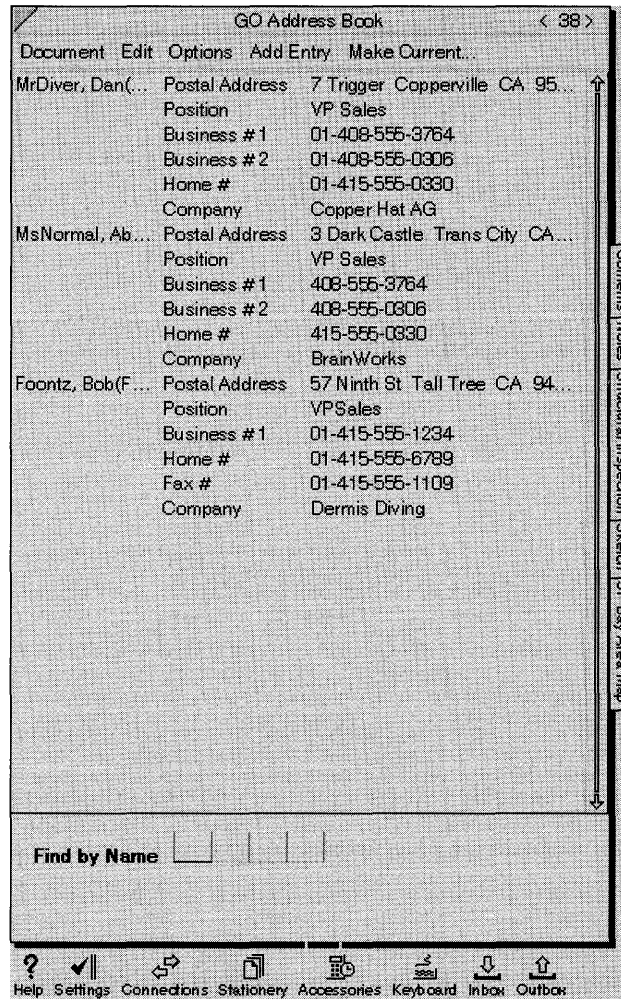 GO Address Book < 38 >
Document Edit Options Add Entry Make Current...
MrDiver, Dan(... Postal Address 7 Trigger Copperville CA 95...
Position VP Sales
Business #1 01-408-555-3764
Business #2 01-408-555-0306
Home # 01-415-555-0330
Company Copper Hat AG
MsNormal, Ab... Postal Address 3 Dark Castle Trans City CA...
Position VP Sales
Business #1 408-555-3764
Business #2 408-555-0306
Home # 415-555-0330
Company BrainWorks
Foontz, Bob(F... Postal Address 57 Ninth St Tall Tree CA 94...
Position VPSales
Business #1 01-415-555-1234
Home # 01-415-555-6789
Fax # 01-415-555-1109
Company Dermis Diving
Find by Name
Help Settings Connections Stationery Accessories Keyboard Inbox Outbox